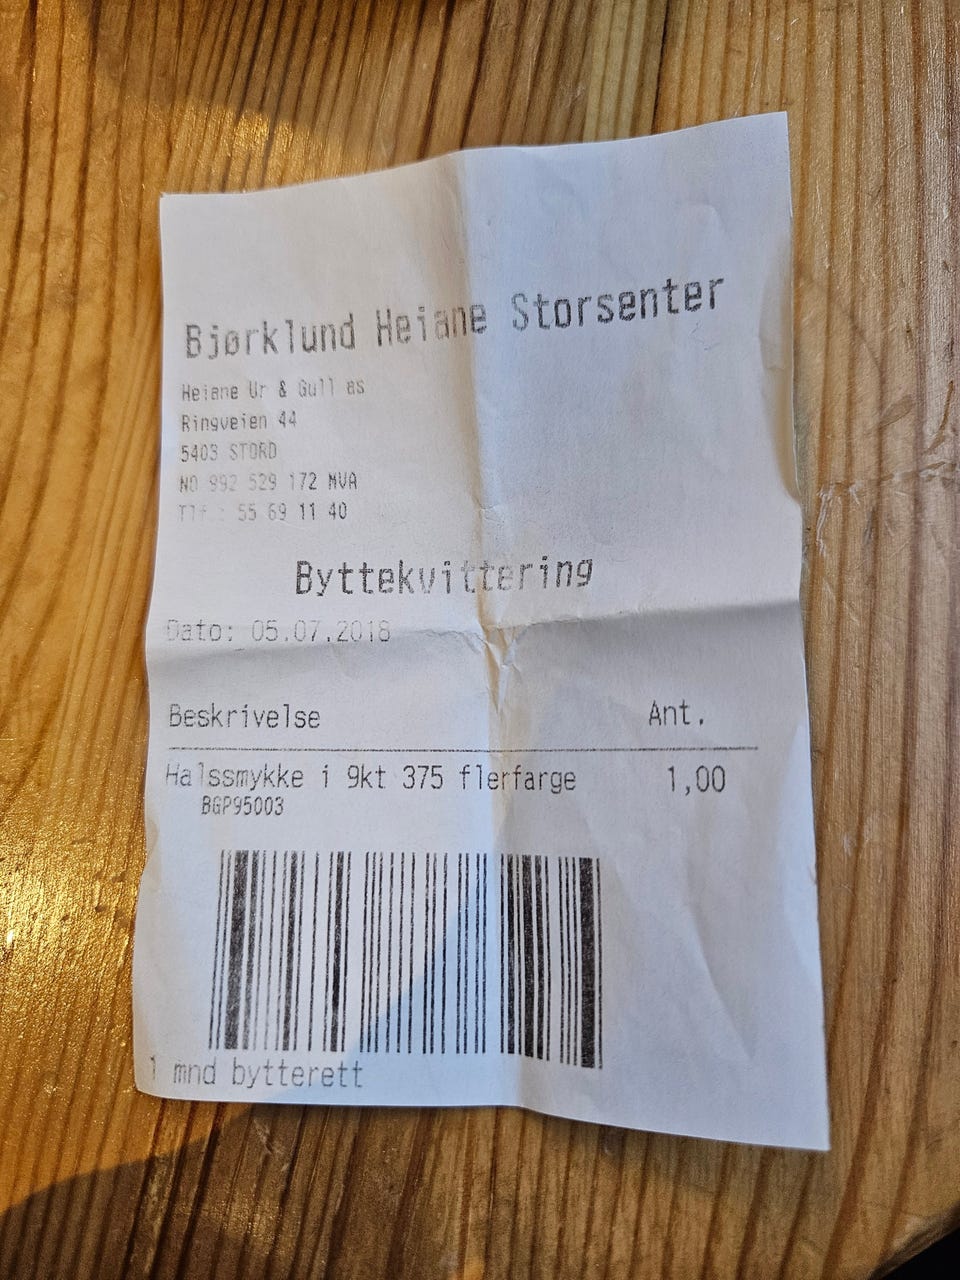 Bjørklund Heiane Storsenter
Heiane Ur & Gull as
Ringveien 44
5403 STORD
NO 992 529 172 MVA
Tlf.: 55 69 11 40
Byttekvittering
Dato: 05.07.2018
Beskrivelse Ant.
Halssmykke i 9kt 375 flerfarge 1,00
BGP95003
1 mnd bytterett